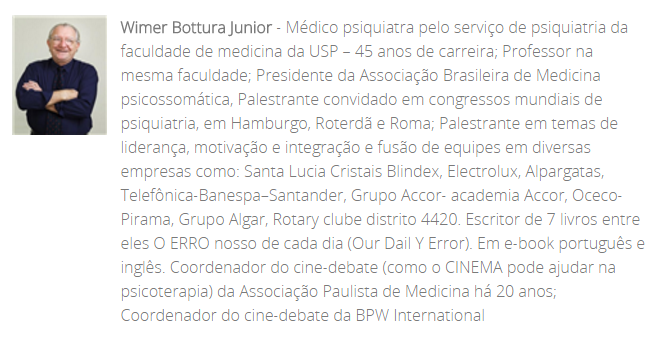 Wimer Bottura Junior - Médico psiquiatra pelo serviço de psiquiatria da
faculdade de medicina da USP – 45 anos de carreira; Professor na
mesma faculdade; Presidente da Associação Brasileira de Medicina
psicossomática, Palestrante convidado em congressos mundiais de
psiquiatria, em Hamburgo, Roterdã e Roma; Palestrante em temas de
liderança, motivação e integração e fusão de equipes em diversas
empresas como: Santa Lucia Cristais Blindex, Electrolux, Alpargatas,
Telefônica-Banespa–Santander, Grupo Accor- academia Accor, Oceco-
Pirama, Grupo Algar, Rotary clube distrito 4420. Escritor de 7 livros entre
eles O ERRO nosso de cada dia (Our Dail Y Error). Em e-book português e
inglês. Coordenador do cine-debate (como o CINEMA pode ajudar na
psicoterapia) da Associação Paulista de Medicina há 20 anos;
Coordenador do cine-debate da BPW International